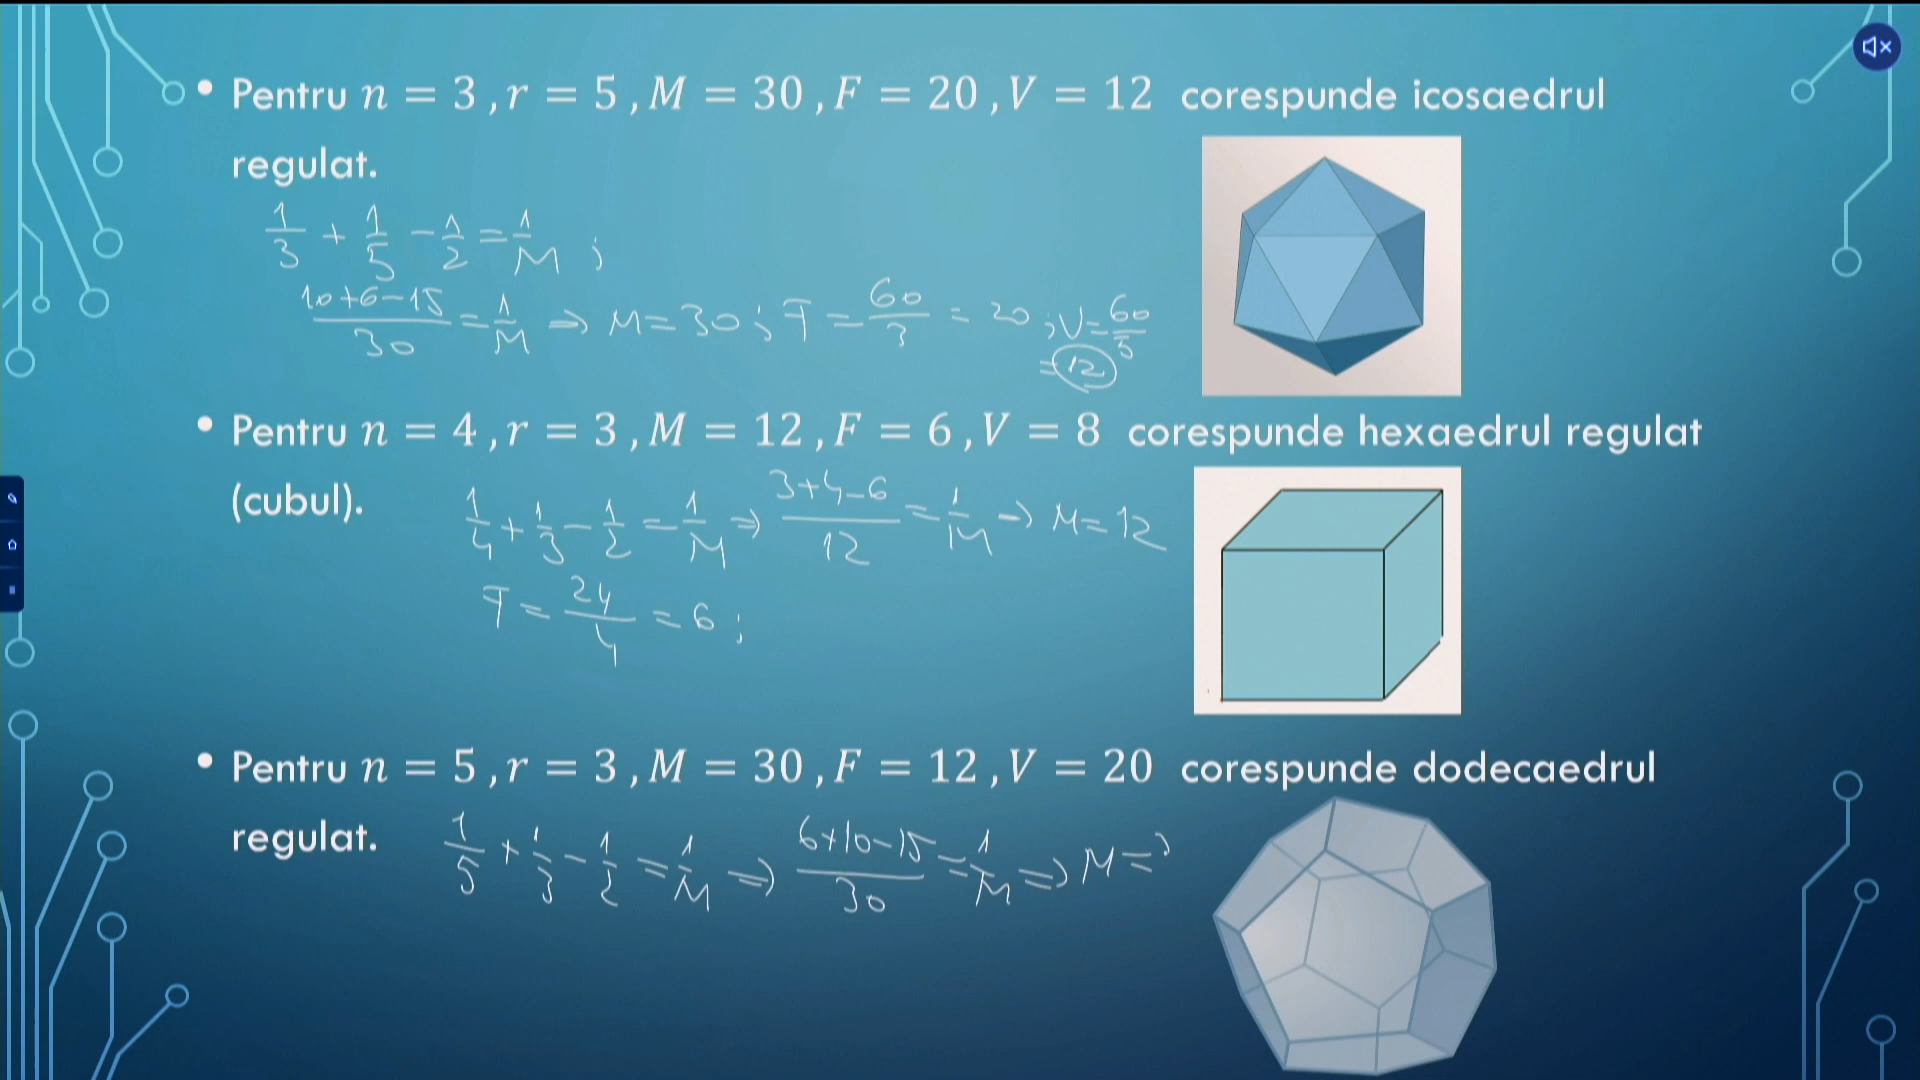 • Pentru n = 3 , r = 5 , M = 30 , F = 20 , V = 12 corespunde icosaedrul
regulat.
1/3 + 1/5 - 1/2 = 1/M ;
(10+6-15)/30 = 1/M ⇒ M = 30 ; F = 60/3 = 20 ; V = 60/5
= 12
• Pentru n = 4 , r = 3 , M = 12 , F = 6 , V = 8 corespunde hexaedrul regulat
(cubul).
1/4 + 1/3 - 1/2 = 1/M ⇒ (3+4-6)/12 = 1/M ⇒ M = 12
F = 24/4 = 6 ;
• Pentru n = 5 , r = 3 , M = 30 , F = 12 , V = 20 corespunde dodecaedrul
regulat.
1/5 + 1/3 - 1/2 = 1/M ⇒ (6+10-15)/30 = 1/M ⇒ M =